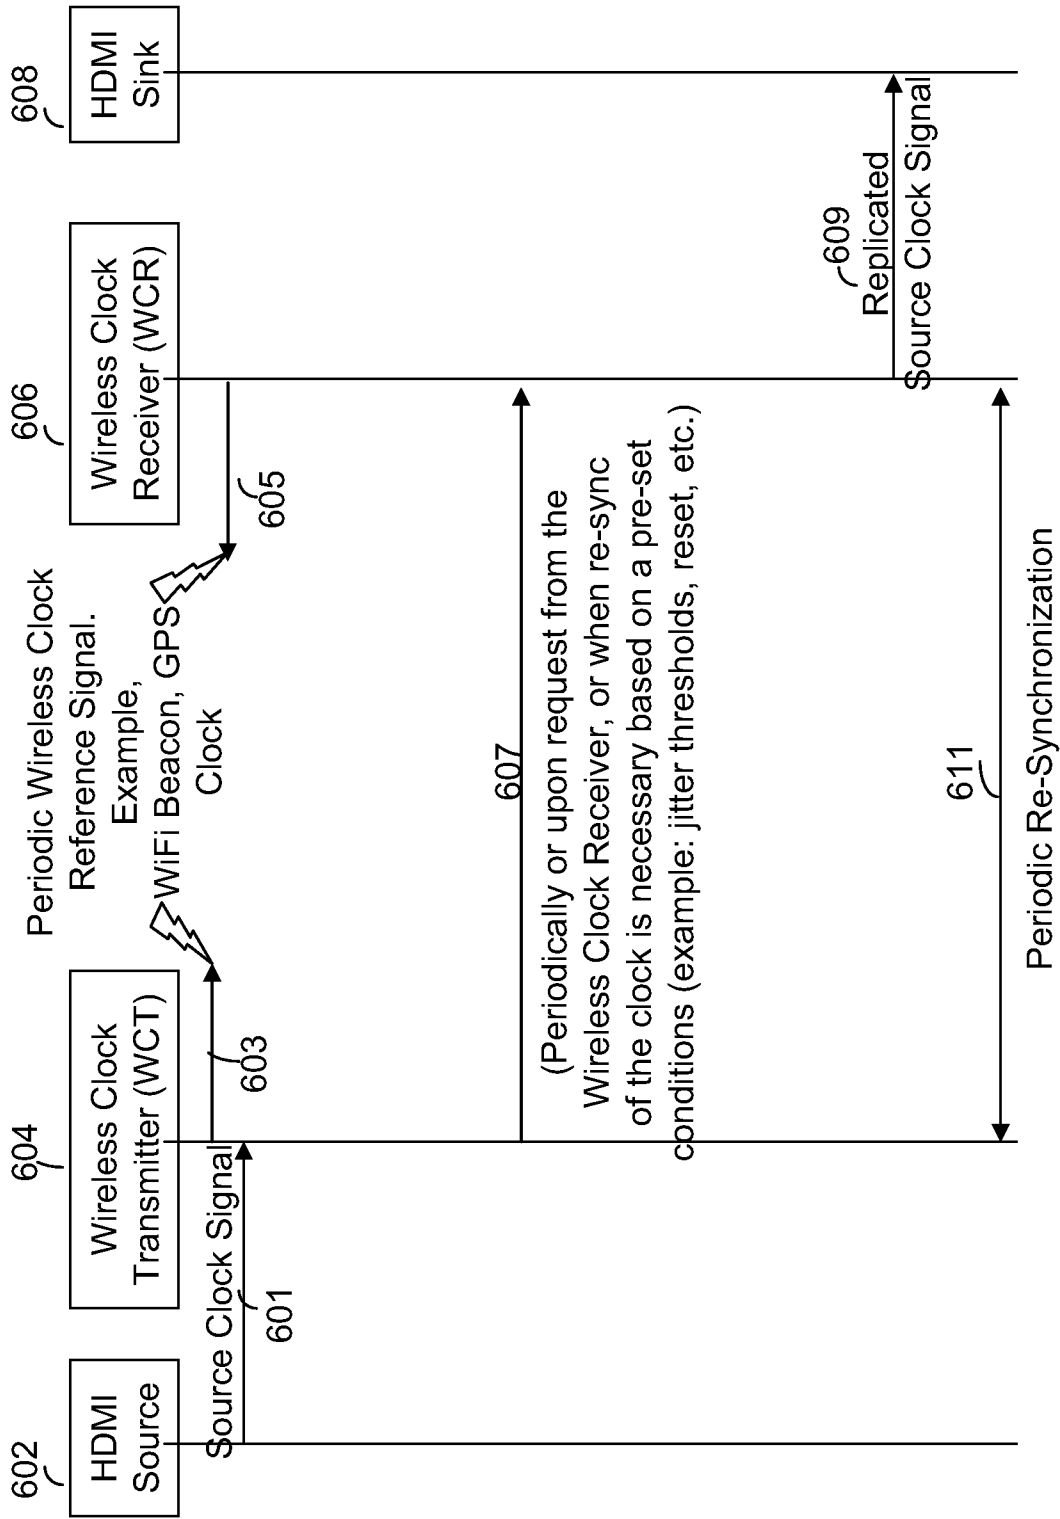 602
HDMI
Source
604
Wireless Clock
Transmitter (WCT)
Periodic Wireless Clock
Reference Signal.
Example,
WiFi Beacon, GPS
Clock
606
Wireless Clock
Receiver (WCR)
608
HDMI
Sink
Source Clock Signal
601
603
605
607
(Periodically or upon request from the
Wireless Clock Receiver, or when re-sync
of the clock is necessary based on a pre-set
conditions (example: jitter thresholds, reset, etc.)
609
Replicated
Source Clock Signal
611
Periodic Re-Synchronization